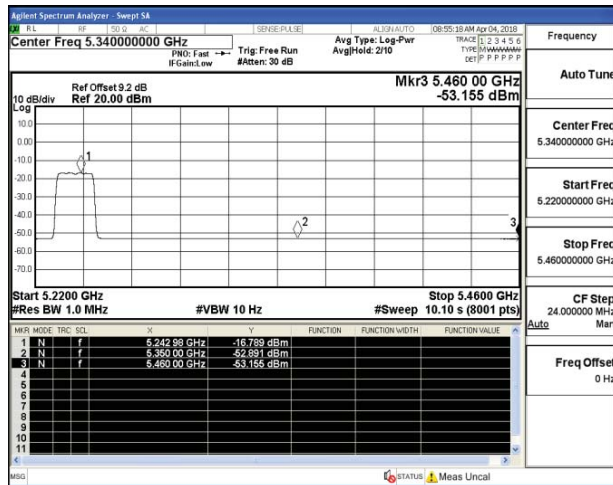 Agilent Spectrum Analyzer - Swept SA
RL RF 50 Ω AC SENSE:PULSE ALIGNAUTO 08:55:18 AM Apr 04, 2018
Center Freq 5.340000000 GHz
PNO: Fast
IFGain:Low
Trig: Free Run
#Atten: 30 dB
Avg Type: Log-Pwr
Avg|Hold: 2/10
TRACE 1 2 3 4 5 6
TYPE MWWWWW
DET P P P P P P
Mkr3 5.460 00 GHz
-53.155 dBm
Ref Offset 9.2 dB
10 dB/div Ref 20.00 dBm
Log
10.0
0.00
-10.0
-20.0
-30.0
-40.0
-50.0
-60.0
-70.0
1
2
3
Start 5.2200 GHz Stop 5.4600 GHz
#Res BW 1.0 MHz #VBW 10 Hz #Sweep 10.10 s (8001 pts)
MKR MODE TRC SCL X Y FUNCTION FUNCTION WIDTH FUNCTION VALUE
1 N f 5.242 98 GHz -16.789 dBm
2 N f 5.350 00 GHz -52.891 dBm
3 N f 5.460 00 GHz -53.155 dBm
4
5
6
7
8
9
10
11
MSG STATUS Meas Uncal
Frequency
Auto Tune
Center Freq
5.340000000 GHz
Start Freq
5.220000000 GHz
Stop Freq
5.460000000 GHz
CF Step
24.000000 MHz
Auto Man
Freq Offset
0 Hz